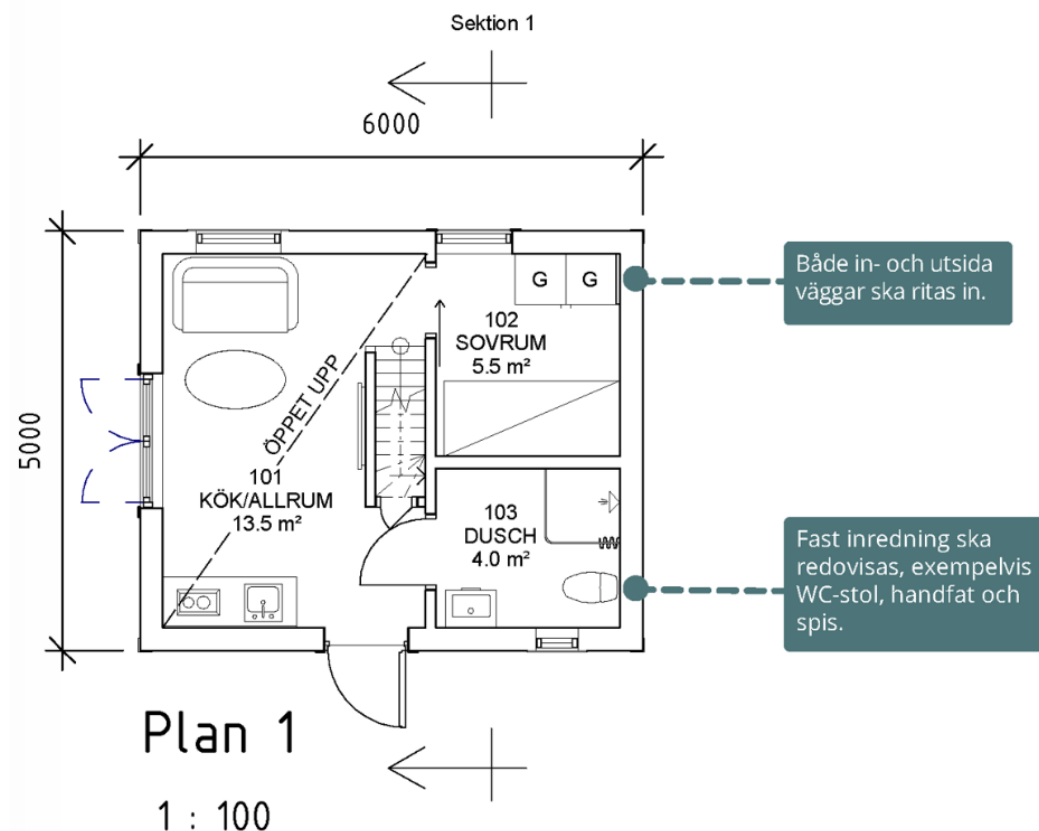 Sektion 1
6000
5000
Både in- och utsida
väggar ska ritas in.
G
G
102
SOVRUM
5.5 m²
ÖPPET UPP
101
KÖK/ALLRUM
13.5 m²
103
DUSCH
4.0 m²
Fast inredning ska
redovisas, exempelvis
WC-stol, handfat och
spis.
Plan 1
1 : 100